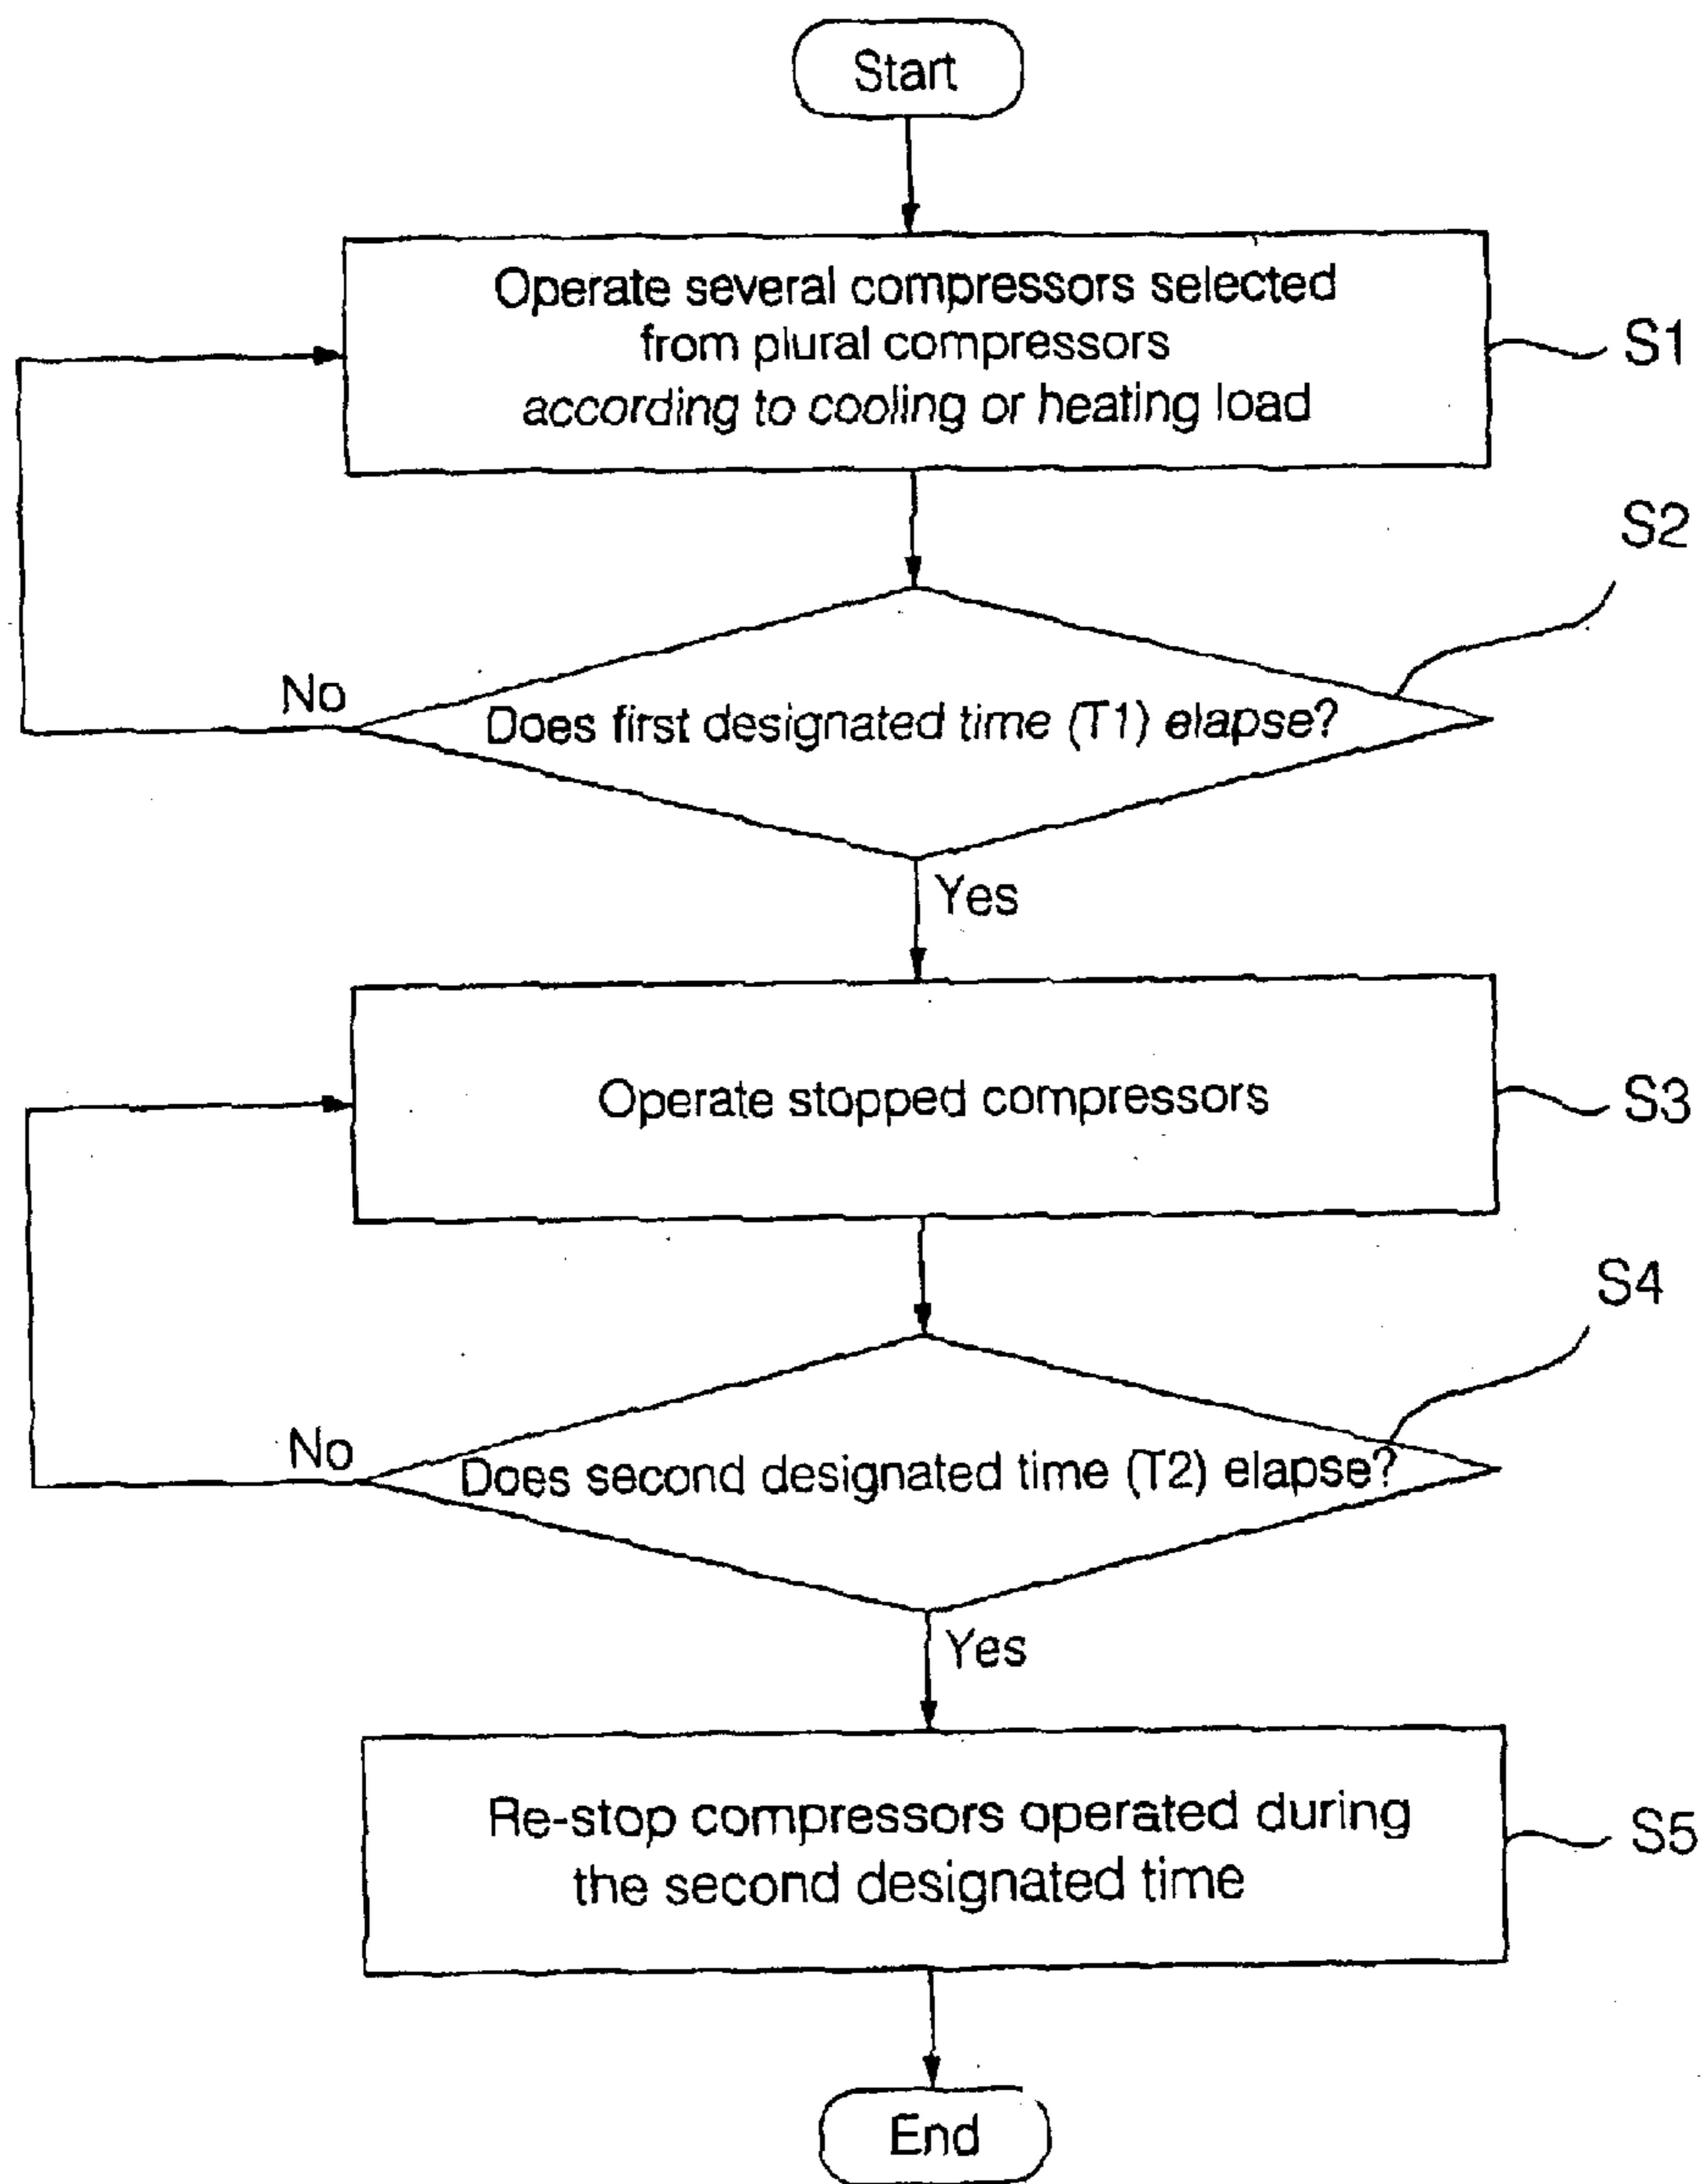 Start
Operate several compressors selected
from plural compressors
according to cooling or heating load
S1
S2
No
Does first designated time (T1) elapse?
Yes
Operate stopped compressors
S3
S4
No
Does second designated time (T2) elapse?
Yes
Re-stop compressors operated during
the second designated time
S5
End